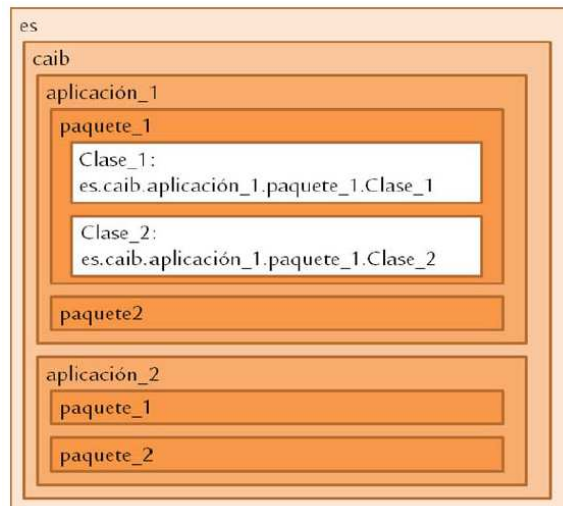 es
caib
aplicación_1
paquete_1
Clase_1:
es.caib.aplicación_1.paquete_1.Clase_1
Clase_2:
es.caib.aplicación_1.paquete_1.Clase_2
paquete2
aplicación_2
paquete_1
paquete_2